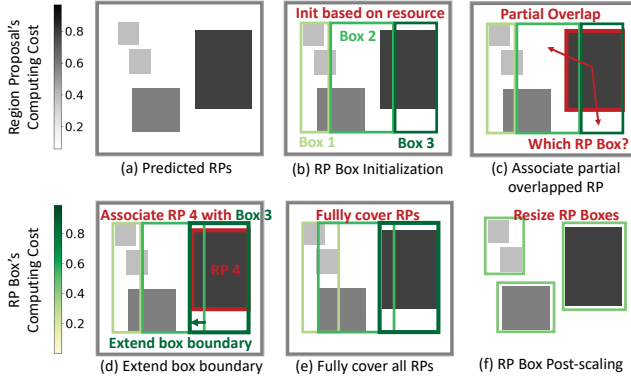 Region Proposal's
Computing Cost
0.8
0.6
0.4
0.2
(a) Predicted RPs
Init based on resource
Box 2
Box 1
Box 3
(b) RP Box Initialization
Partial Overlap
Which RP Box?
(c) Associate partial
overlapped RP
RP Box's
Computing Cost
0.8
0.6
0.4
0.2
Associate RP 4 with Box 3
RP 4
Extend box boundary
(d) Extend box boundary
Fullly cover RPs
(e) Fully cover all RPs
Resize RP Boxes
(f) RP Box Post-scaling